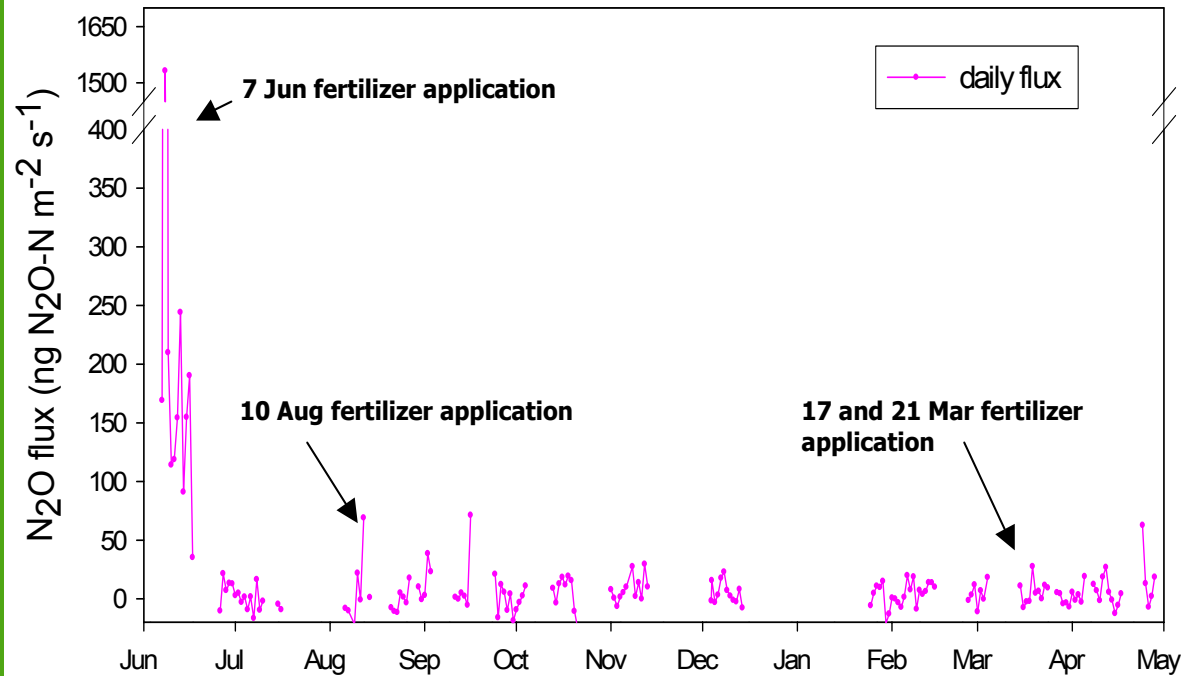 N2O flux (ng N2O-N m-2 s-1)
1650
1500
400
350
300
250
200
150
100
50
0
7 Jun fertilizer application
daily flux
10 Aug fertilizer application
17 and 21 Mar fertilizer
application
Jun Jul Aug Sep Oct Nov Dec Jan Feb Mar Apr May